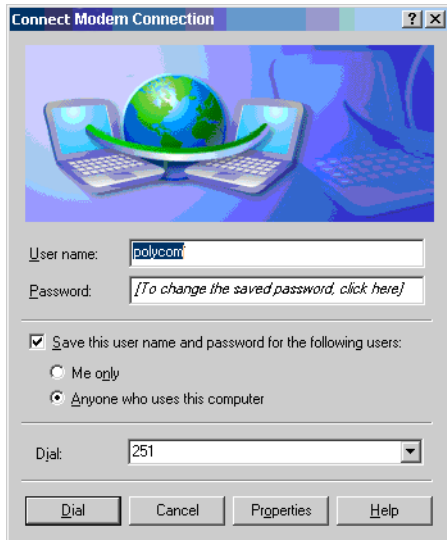 Connect Modem Connection
User name: polycom
Password: [To change the saved password, click here]
Save this user name and password for the following users:
Me only
Anyone who uses this computer
Dial: 251
Dial Cancel Properties Help